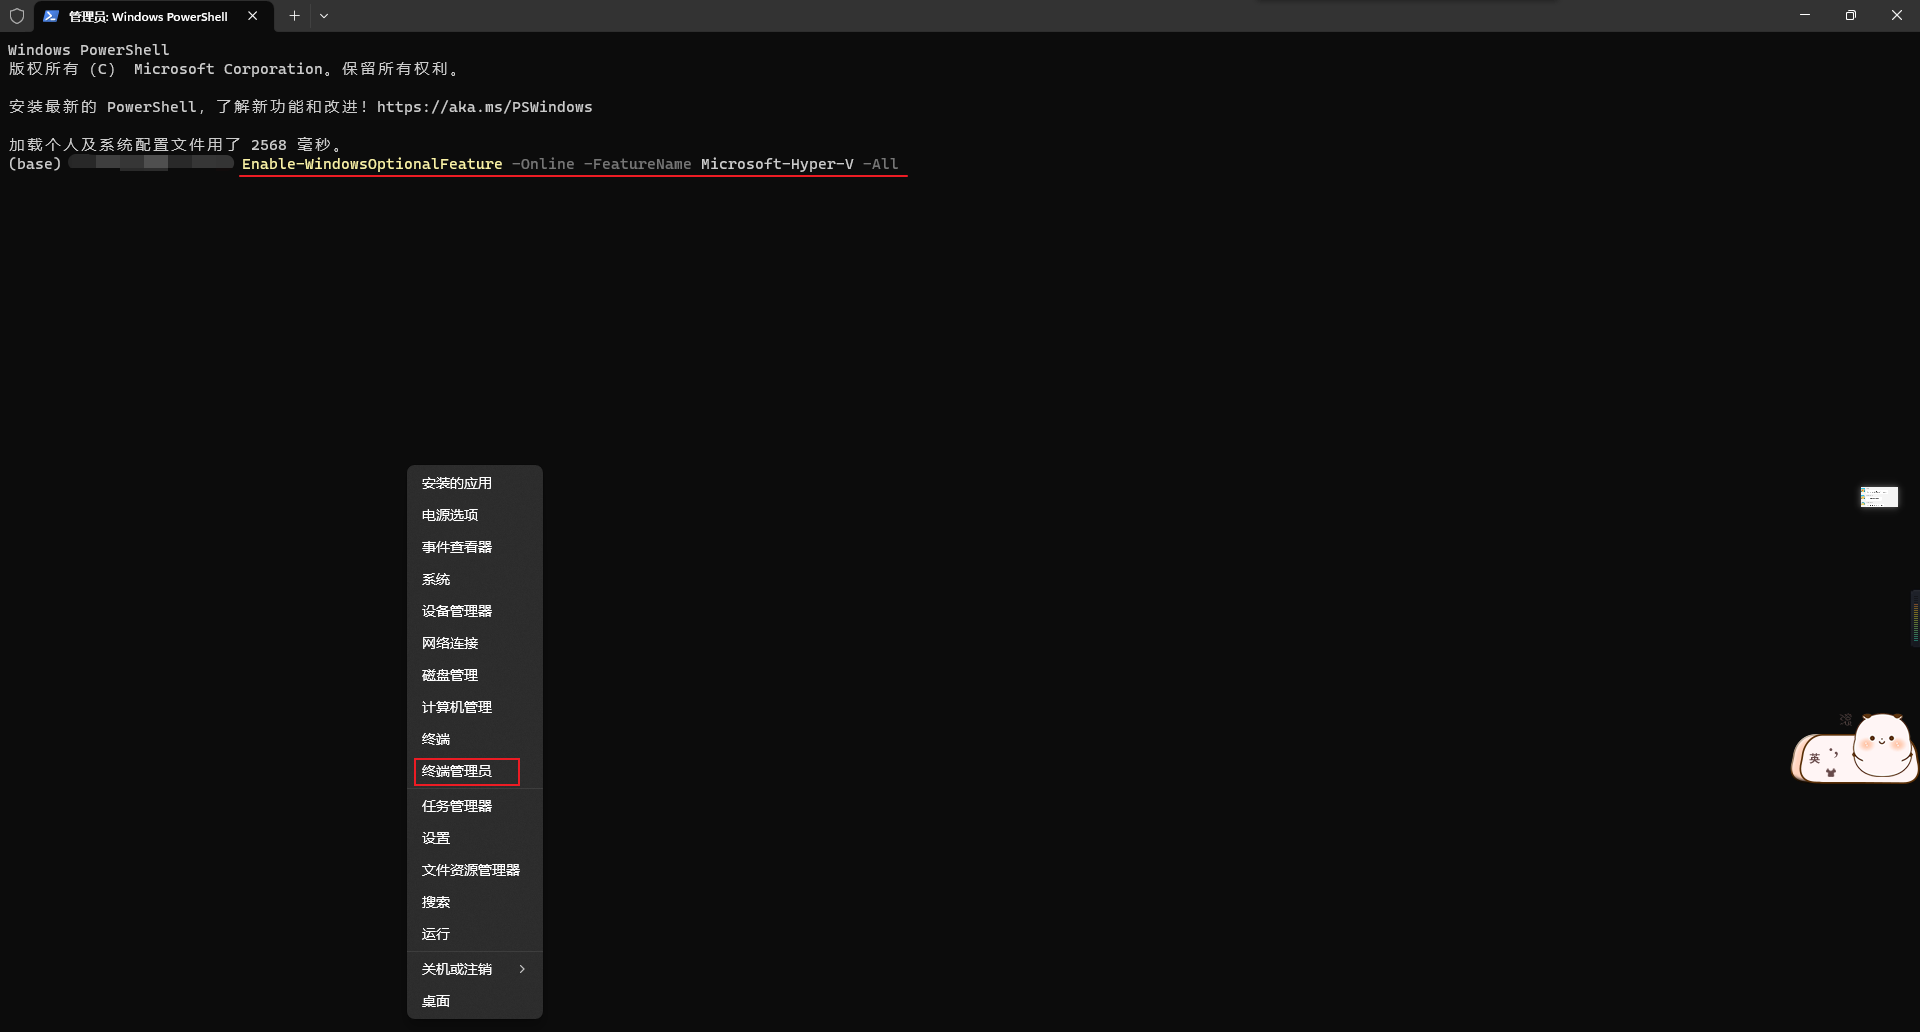 管理员: Windows PowerShell
Windows PowerShell
版权所有 (C) Microsoft Corporation。保留所有权利。
安装最新的 PowerShell，了解新功能和改进！https://aka.ms/PSWindows
加载个人及系统配置文件用了 2568 毫秒。
(base) Enable-WindowsOptionalFeature -Online -FeatureName Microsoft-Hyper-V -All
安装的应用
电源选项
事件查看器
系统
设备管理器
网络连接
磁盘管理
计算机管理
终端
终端管理员
任务管理器
设置
文件资源管理器
搜索
运行
关机或注销
桌面
英